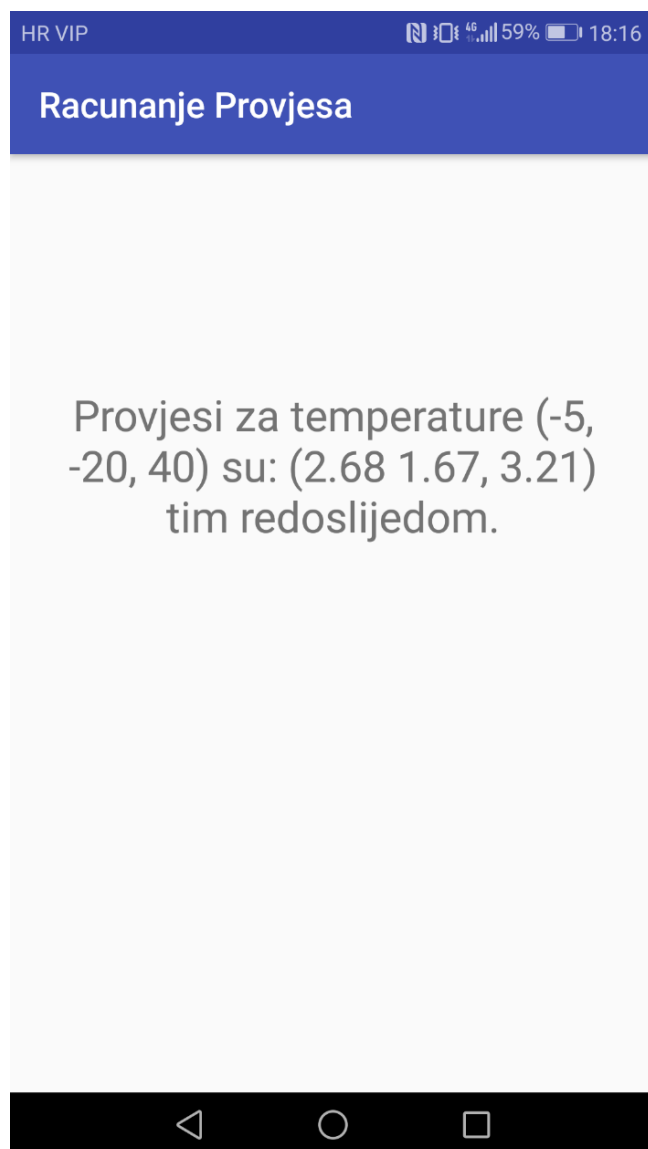 HR VIP 4G 59% 18:16
Racunanje Provjesa
Provjesi za temperature (-5,
-20, 40) su: (2.68 1.67, 3.21)
tim redoslijedom.